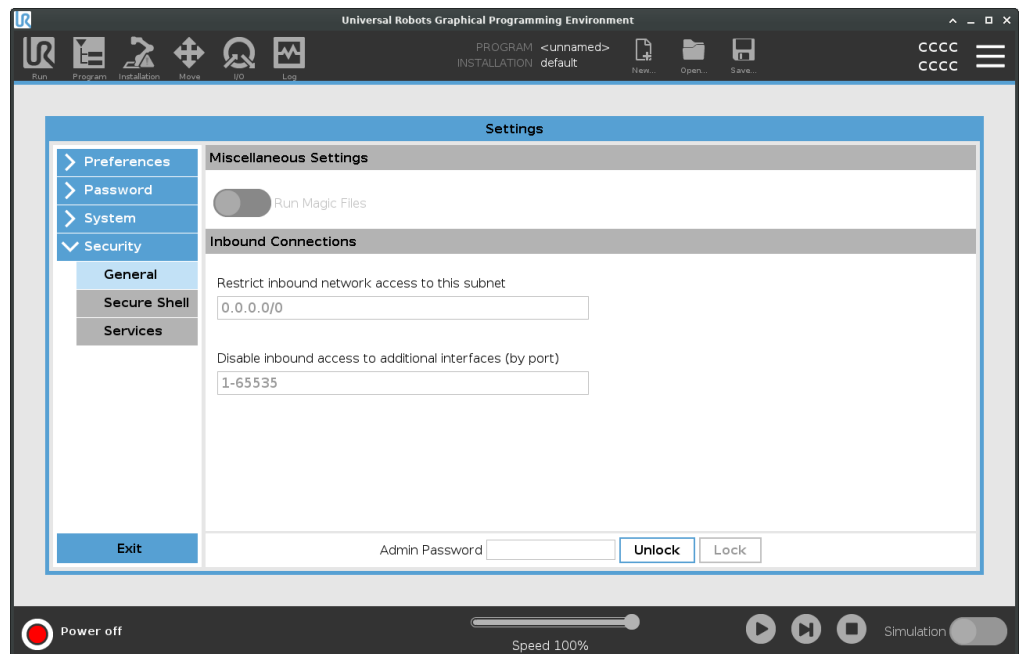 UR
Universal Robots Graphical Programming Environment
PROGRAM <unnamed>
INSTALLATION default
CCCC
CCCC
Run
Program
Installation
Move
I/O
Log
New...
Open...
Save...
Settings
Preferences
Password
System
Security
General
Secure Shell
Services
Exit
Miscellaneous Settings
Run Magic Files
Inbound Connections
Restrict inbound network access to this subnet
0.0.0.0/0
Disable inbound access to additional interfaces (by port)
1-65535
Admin Password
Unlock
Lock
Power off
Speed 100%
Simulation